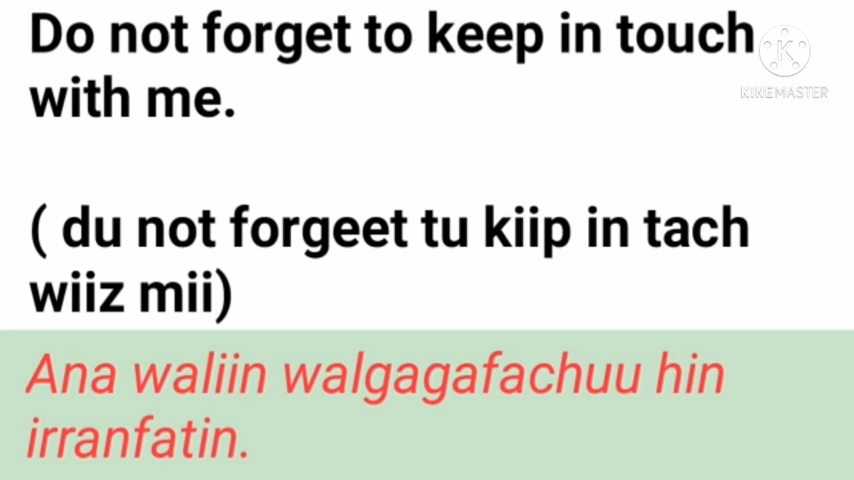 Do not forget to keep in touch
with me.
KINEMASTER
( du not forgeet tu kiip in tach
wiiz mii)
Ana waliin walgagafachuu hin
irranfatin.